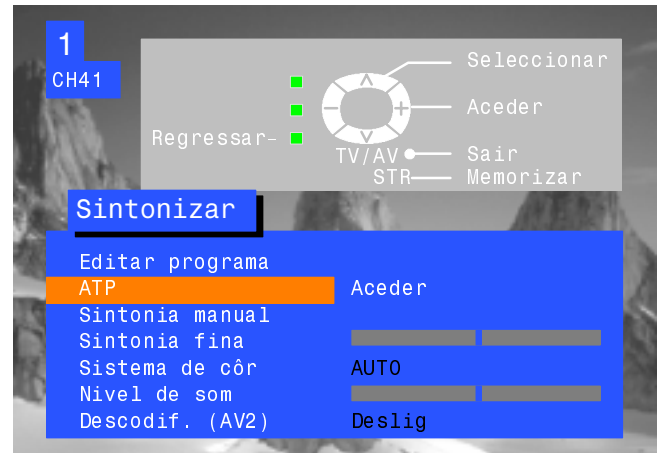 1
CH41
Seleccionar
Aceder
Regressar
TV/AV
Sair
STR
Memorizar
Sintonizar
Editar programa
ATP Aceder
Sintonia manual
Sintonia fina
Sistema de côr AUTO
Nivel de som
Descodif. (AV2) Deslig